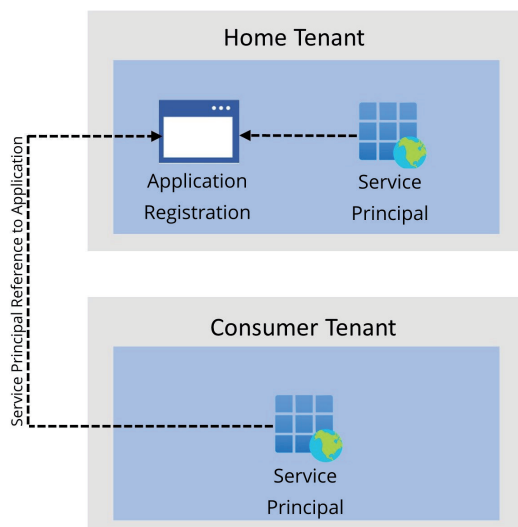 Home Tenant
Application
Registration
Service
Principal
Service Principal Reference to Application
Consumer Tenant
Service
Principal